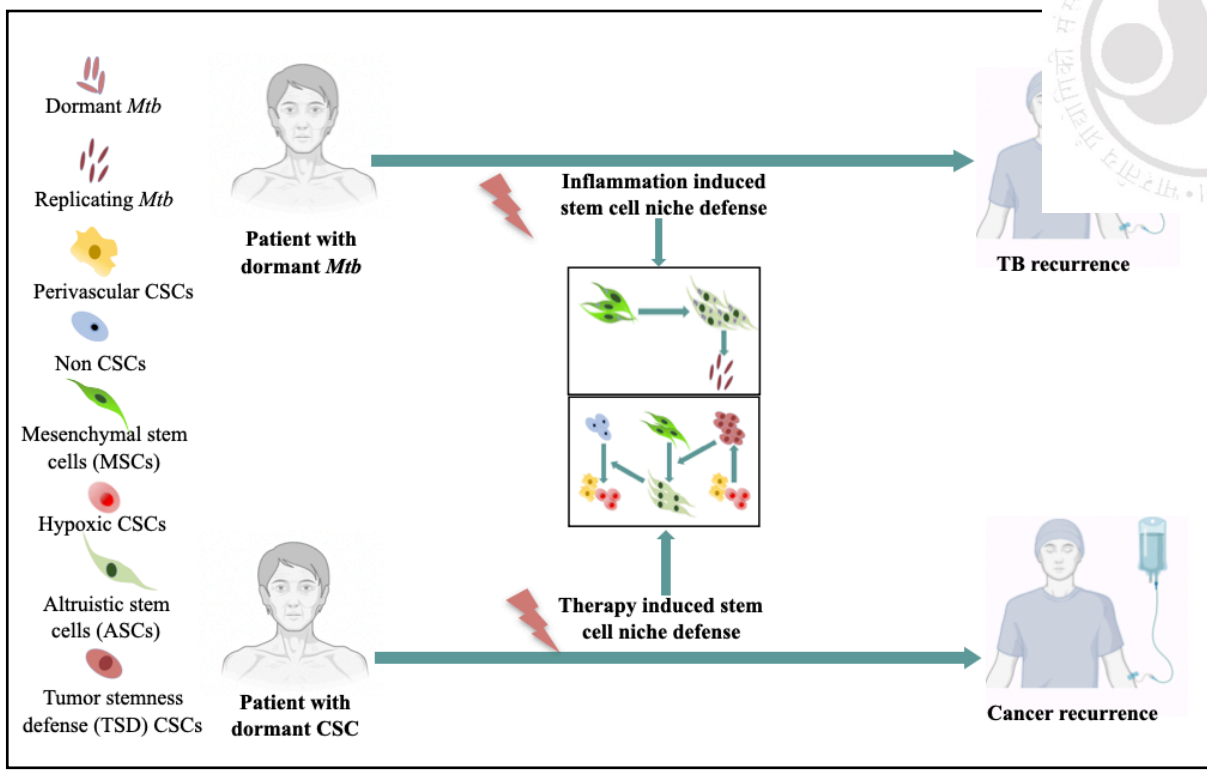 Dormant Mtb
Replicating Mtb
Perivascular CSCs
Non CSCs
Mesenchymal stem
cells (MSCs)
Hypoxic CSCs
Altruistic stem
cells (ASCs)
Tumor stemness
defense (TSD) CSCs
Patient with
dormant Mtb
Inflammation induced
stem cell niche defense
TB recurrence
Therapy induced stem
cell niche defense
Patient with
dormant CSC
Cancer recurrence